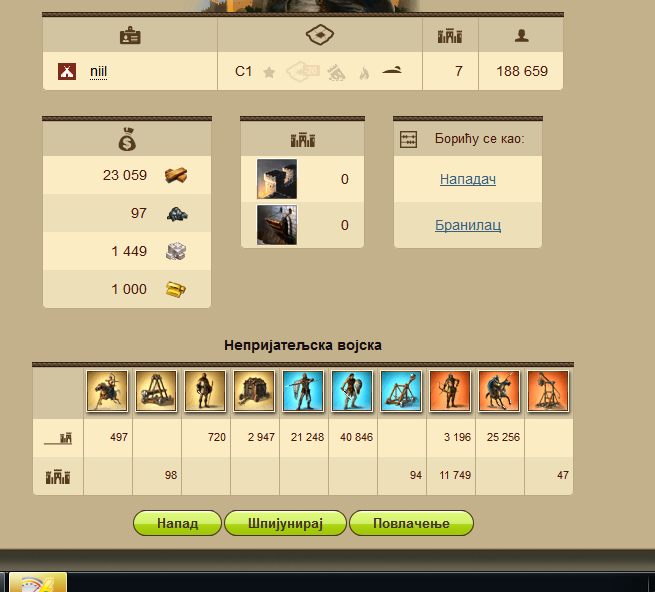 niil C1 7 188 659
23 059
97
1 449
1 000
0
0
Борићу се као:
Нападач
Бранилац
Непријатељска војска
497 720 2 947 21 248 40 846 3 196 25 256
98 94 11 749 47
Напад Шпијунирај Повлачење